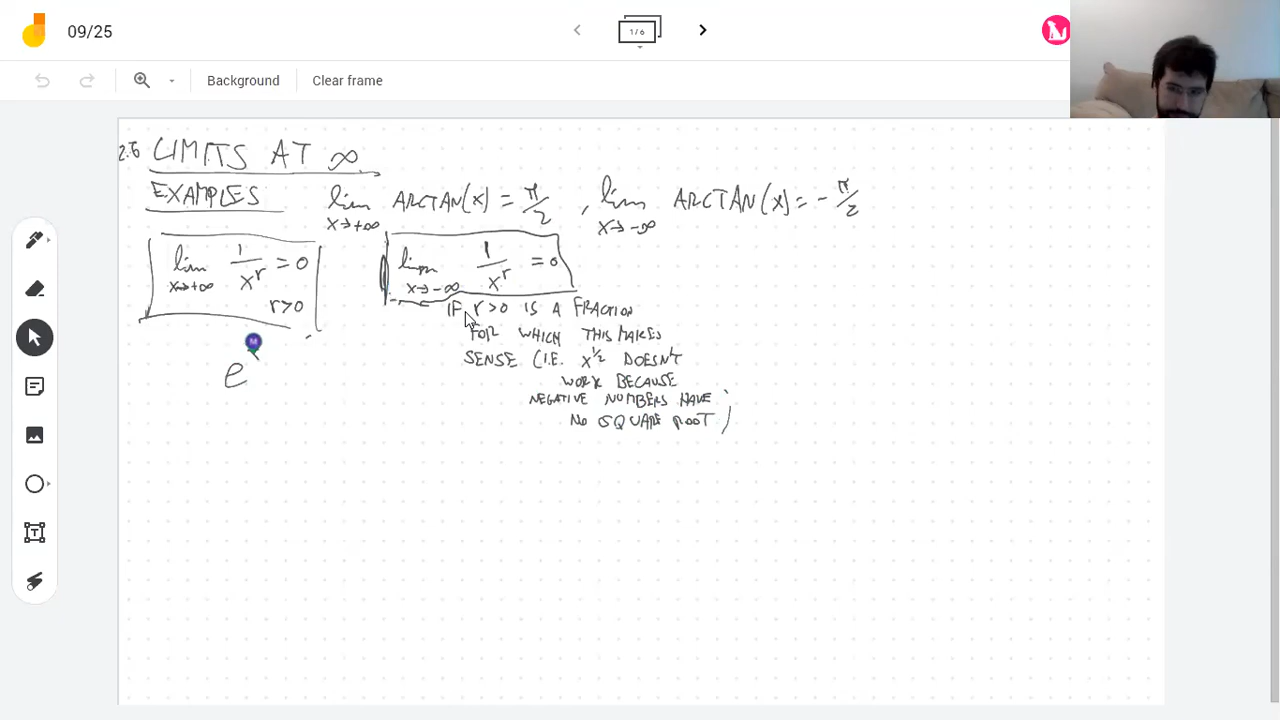 09/25
1/6
Background
Clear frame
2.6 LIMITS AT ∞
EXAMPLES lim x→+∞ ARCTAN(x) = π/2 , lim x→-∞ ARCTAN(x) = - π/2
lim x→+∞ 1/x^r = 0
r>0
lim x→-∞ 1/x^r = 0
IF r>0 IS A FRACTION
FOR WHICH THIS MAKES
SENSE (I.E. x^1/2 DOESN'T
WORK BECAUSE
NEGATIVE NUMBERS HAVE
NO SQUARE ROOT)
e
M